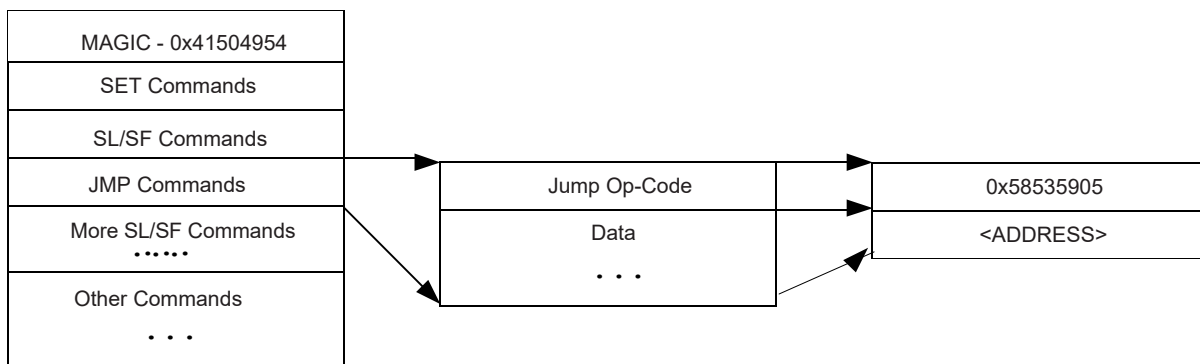 MAGIC - 0x41504954
SET Commands
SL/SF Commands
JMP Commands
More SL/SF Commands
......
Other Commands
. . .
Jump Op-Code
Data
. . .
0x58535905
<ADDRESS>